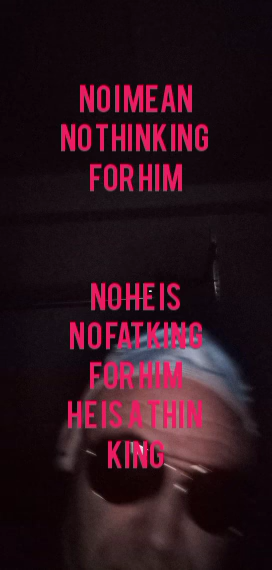 NO I MEAN
NO THINKING
FOR HIM
NO HE IS
NO FAT KING
FOR HIM
HE IS A THIN
KING